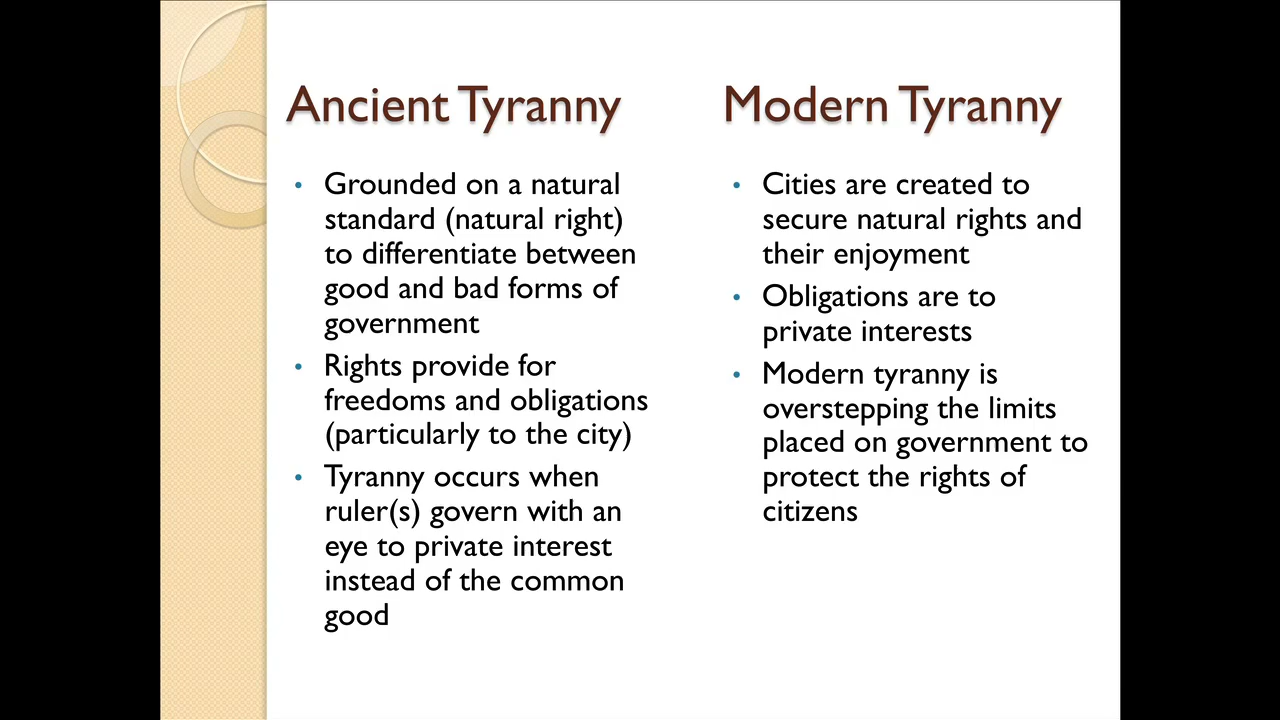 Ancient Tyranny
• Grounded on a natural
standard (natural right)
to differentiate between
good and bad forms of
government
• Rights provide for
freedoms and obligations
(particularly to the city)
• Tyranny occurs when
ruler(s) govern with an
eye to private interest
instead of the common
good
Modern Tyranny
• Cities are created to
secure natural rights and
their enjoyment
• Obligations are to
private interests
• Modern tyranny is
overstepping the limits
placed on government to
protect the rights of
citizens